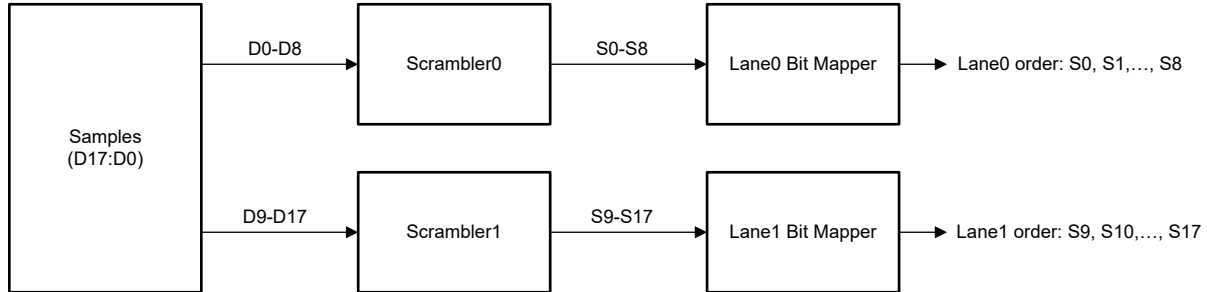 D0-D8
Scrambler0
S0-S8
Lane0 Bit Mapper
Lane0 order: S0, S1,…, S8
Samples
(D17:D0)
D9-D17
Scrambler1
S9-S17
Lane1 Bit Mapper
Lane1 order: S9, S10,…, S17